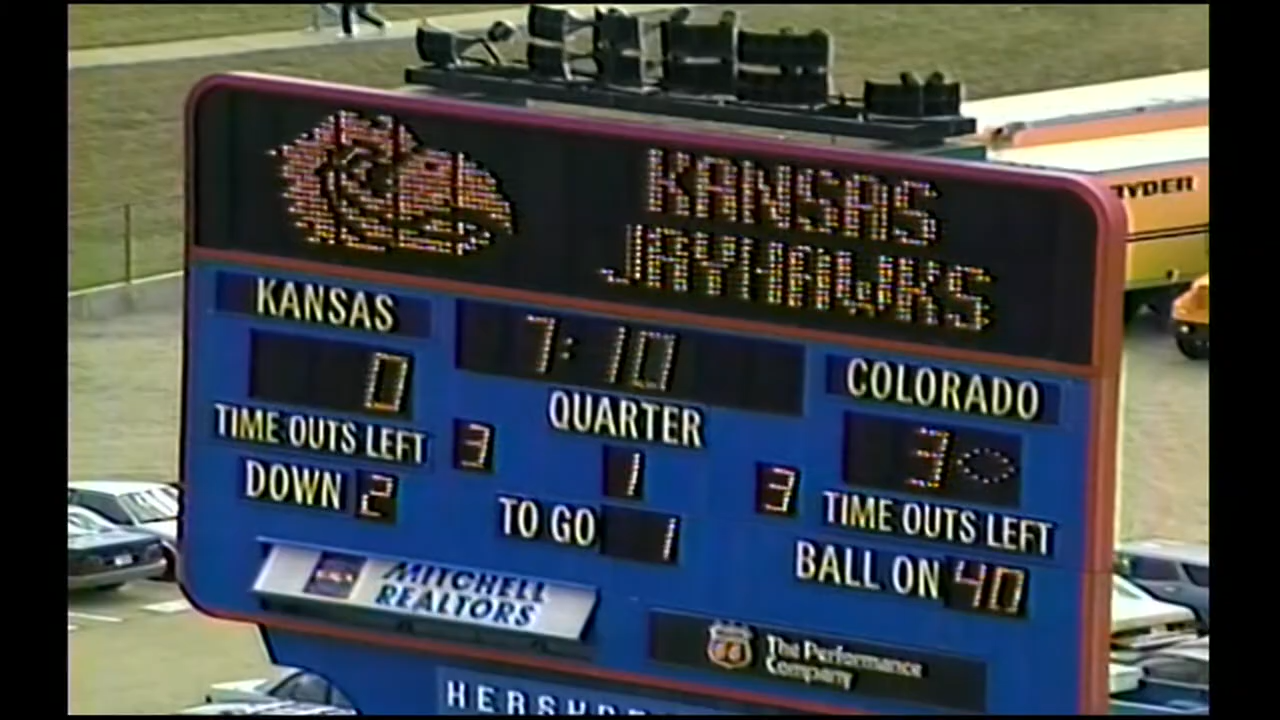 KANSAS
JAYHAWKS
RYDER
KANSAS
7:10
COLORADO
0
QUARTER
3
TIME OUTS LEFT 3
1
3 TIME OUTS LEFT
DOWN 2
TO GO 1
BALL ON 40
MITCHELL
REALTORS
66
The Performance
Company